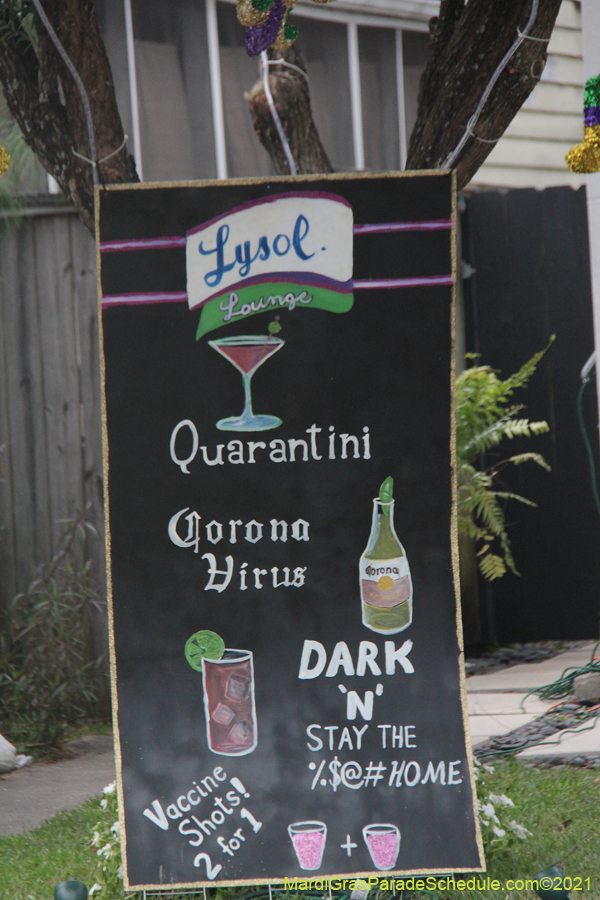 Lysol.
Lounge
Quarantini
Corona
Virus
Corona
DARK
'N'
STAY THE
%$@#HOME
Vaccine
Shots!
2 for 1
+
MardiGrasParadeSchedule.com©2021